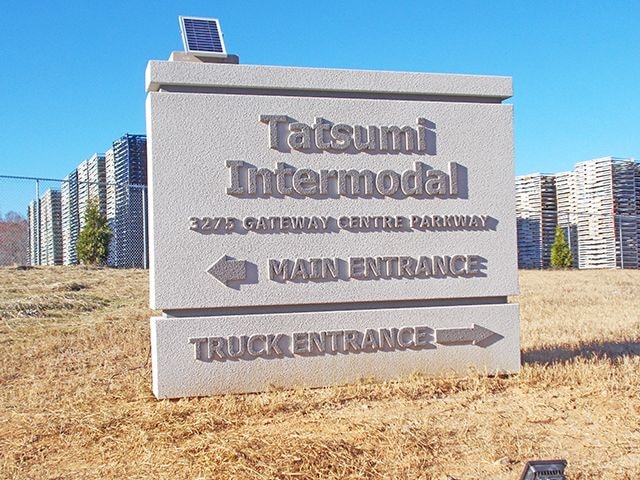 Tatsumi
Intermodal
3275 GATEWAY CENTRE PARKWAY
MAIN ENTRANCE
TRUCK ENTRANCE